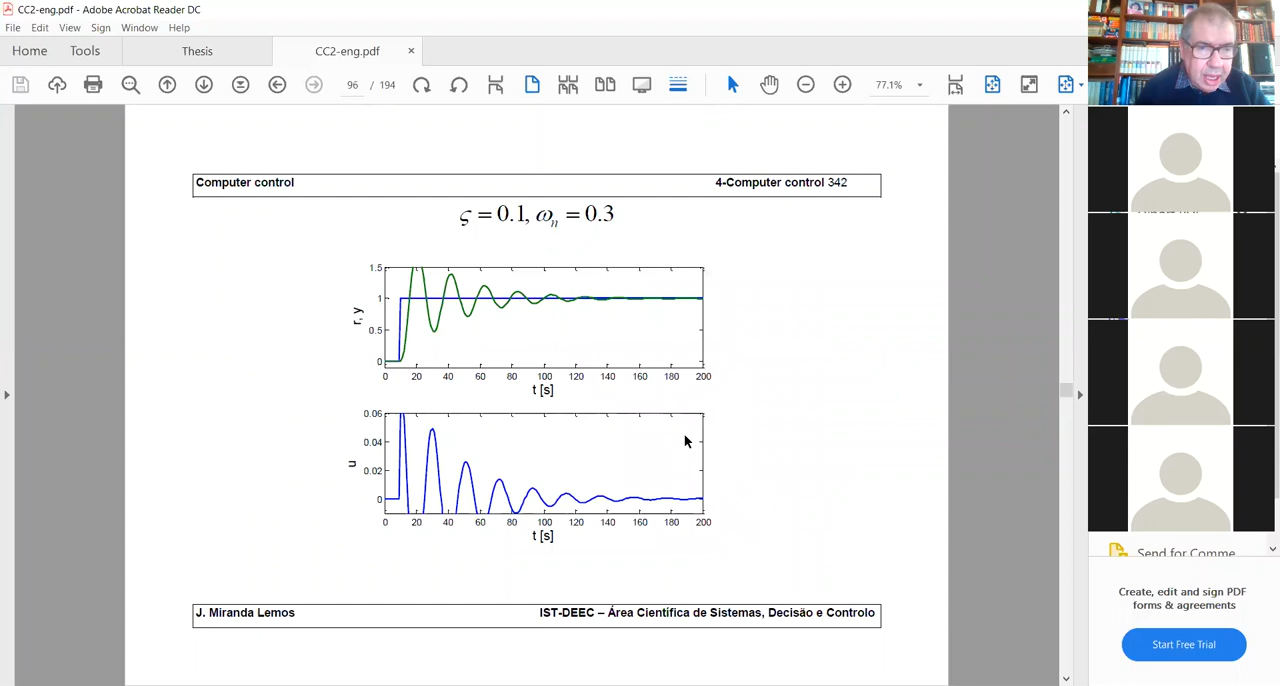 CC2-eng.pdf - Adobe Acrobat Reader DC
File Edit View Sign Window Help
Home Tools Thesis CC2-eng.pdf ×
96 / 194 77.1%
Computer control 4-Computer control 342
ς = 0.1, ωn = 0.3
1.5
1
0.5
0
r, y
0 20 40 60 80 100 120 140 160 180 200
t [s]
0.06
0.04
0.02
0
u
0 20 40 60 80 100 120 140 160 180 200
t [s]
J. Miranda Lemos IST-DEEC – Área Científica de Sistemas, Decisão e Controlo
Send for Comme
Create, edit and sign PDF
forms & agreements
Start Free Trial